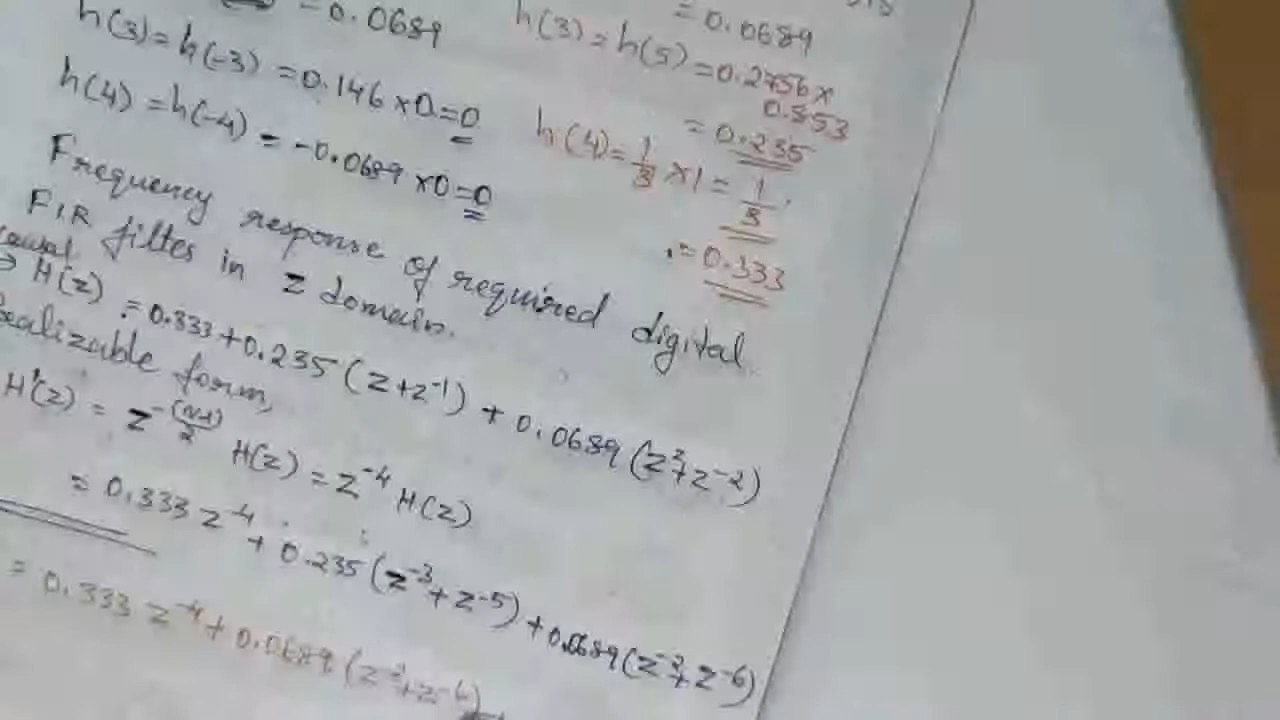 = 0.0689
h(3) = h(-3) = 0.146 x 0 = 0
h(4) = h(-4) = -0.0689 x 0 = 0
= 0.0689
h(3) = h(5) = 0.2756 x
0.853
= 0.235
h(4) = 1/3 x 1 = 1/3.
= 0.333
Frequency response of required digital
FIR filter in z domain.
causal
⇒ H(z) = 0.333 + 0.235 (z + z⁻¹) + 0.0689 (z² + z⁻²)
Realizable form,
H'(z) = z^-(N-1)/2 H(z) = z⁻⁴ H(z)
= 0.333 z⁻⁴ + 0.235 (z⁻³ + z⁻⁵) + 0.0689 (z⁻² + z⁻⁶)
= 0.333 z⁻⁴ + 0.0689 (z⁻² + z⁻⁶)